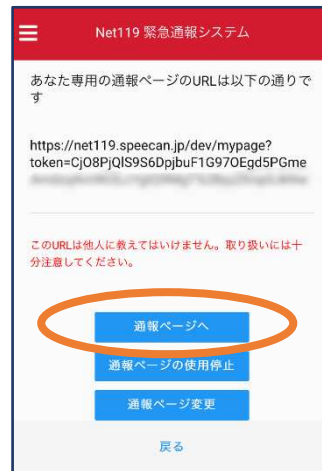 Net119 緊急通報システム
あなた専用の通報ページのURLは以下の通りで
す
https://net119.speecan.jp/dev/mypage?
token=CjO8PjQlS9S6DpjbuF1G97OEgd5PGme
このURLは他人に教えてはいけません。取り扱いには十
分注意してください。
通報ページへ
通報ページの使用停止
通報ページ変更
戻る